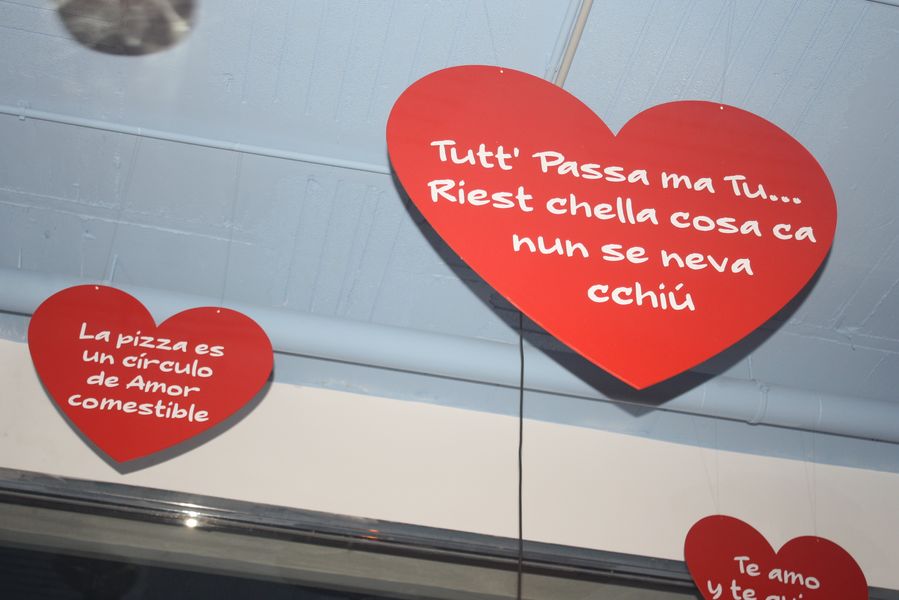 Tutt' Passa ma Tu...
Riest chella cosa ca
nun se neva
cchiú
La pizza es
un círculo
de Amor
comestible
Te amo
y te